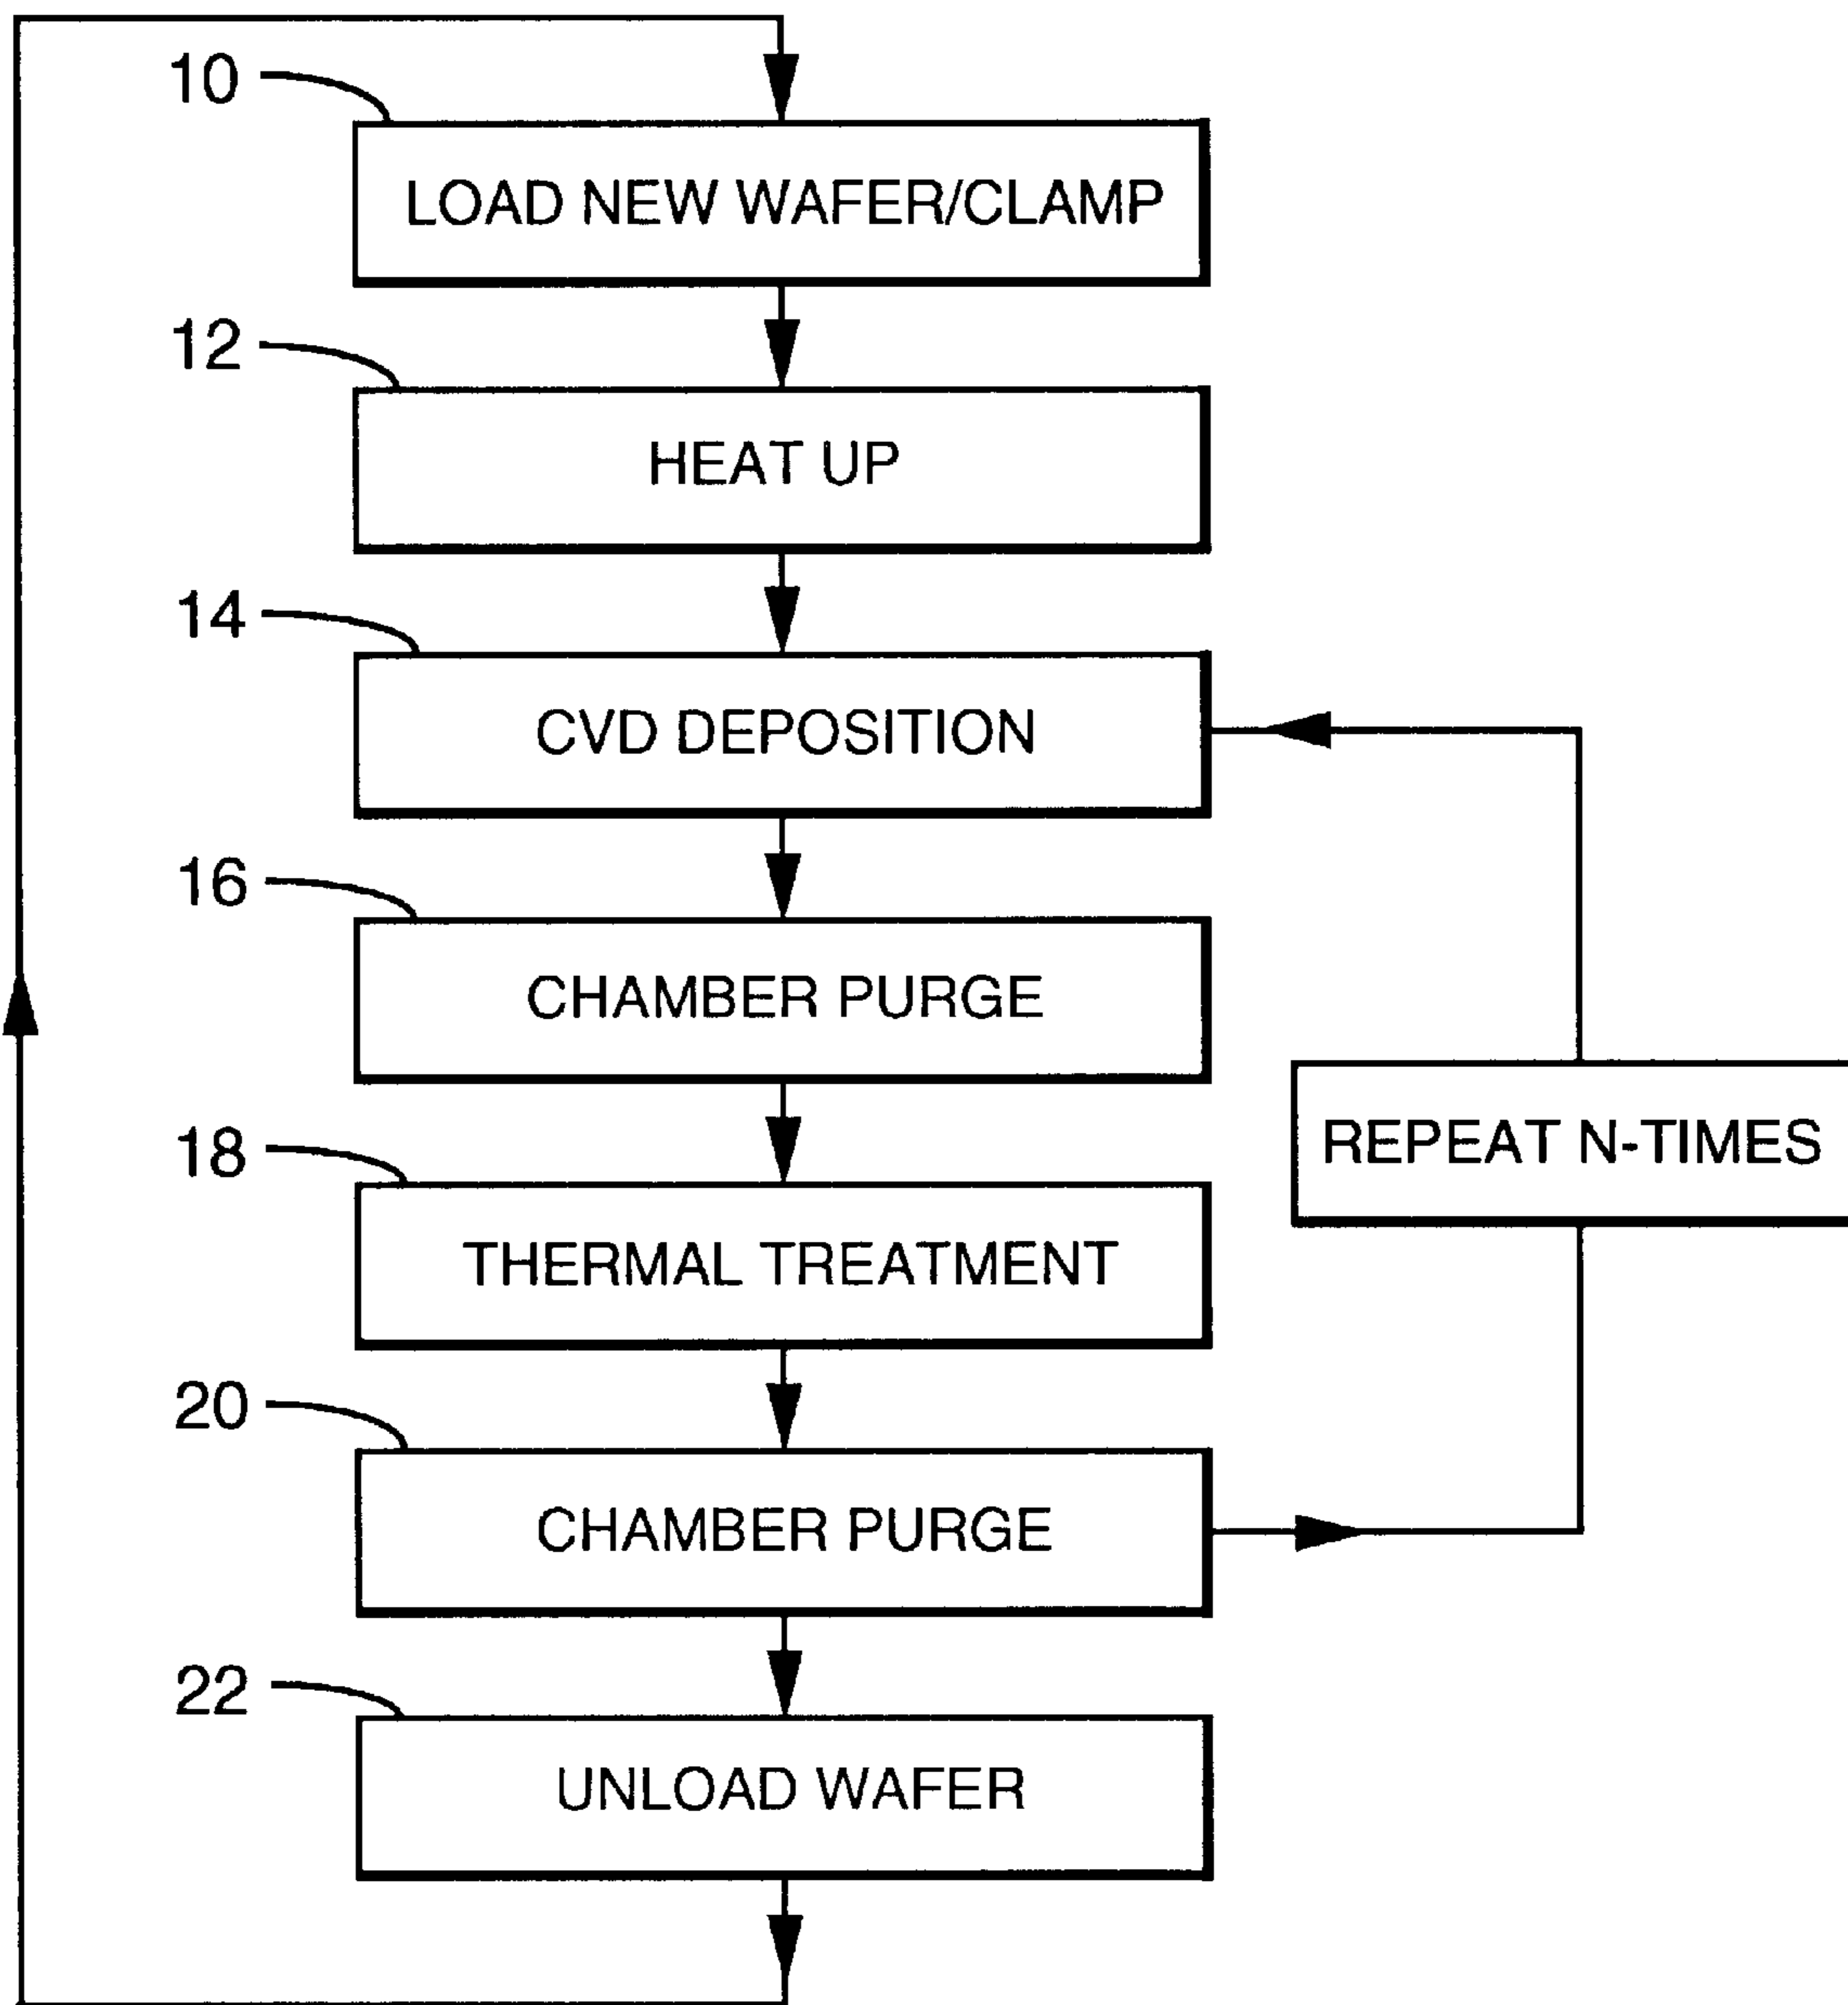 10
LOAD NEW WAFER/CLAMP
12
HEAT UP
14
CVD DEPOSITION
16
CHAMBER PURGE
REPEAT N-TIMES
18
THERMAL TREATMENT
20
CHAMBER PURGE
22
UNLOAD WAFER